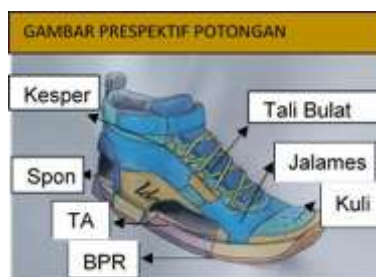 GAMBAR PRESPEKTIF POTONGAN
Kesper
Tali Bulat
Jalames
Spon
Kuli
TA
BPR